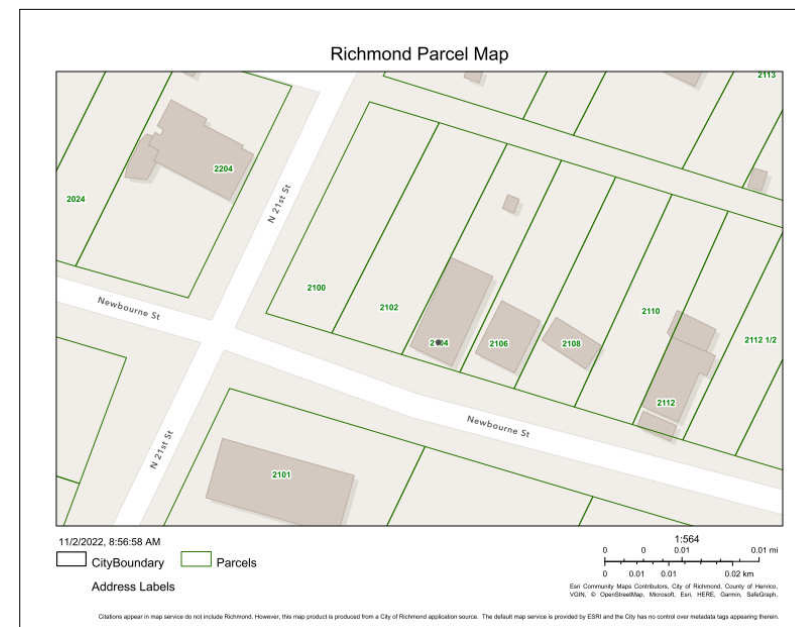 Richmond Parcel Map
2113
2204
2024
N 21st St
2100
2102
2110
Newbourne St
2104
2106
2108
2112 1/2
2112
Newbourne St
N 21st St
2101
11/2/2022, 8:56:58 AM
1:564
0 0 0.01 0.01 mi
0 0.01 0.01 0.02 km
CityBoundary Parcels
Address Labels
Esri Community Maps Contributors, City of Richmond, County of Henrico,
VGIN, © OpenStreetMap, Microsoft, Esri, HERE, Garmin, SafeGraph,
Citations appear in map service do not include Richmond. However, this map product is produced from a City of Richmond application source. The default map service is provided by ESRI and the City has no control over metadata tags appearing therein.